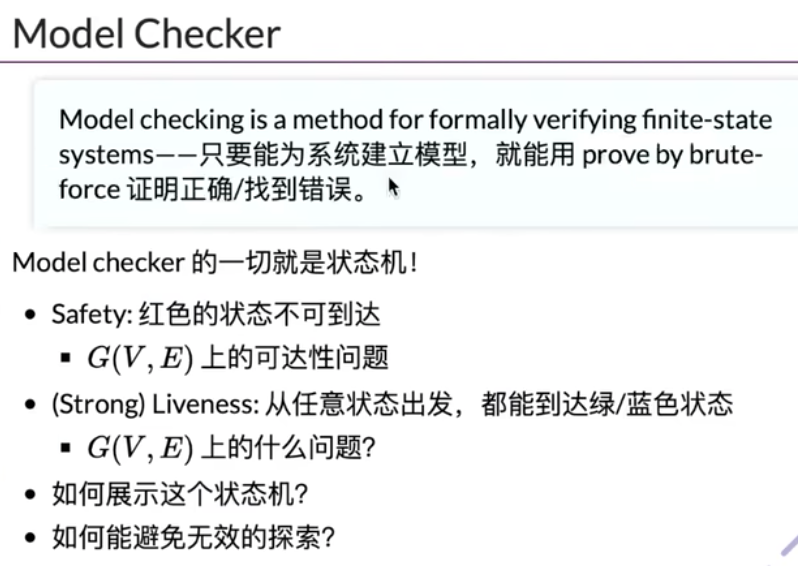 Model Checker
Model checking is a method for formally verifying finite-state
systems——只要能为系统建立模型，就能用 prove by brute-
force 证明正确/找到错误。
Model checker 的一切就是状态机！
• Safety: 红色的状态不可到达
▪ G(V, E) 上的可达性问题
• (Strong) Liveness: 从任意状态出发，都能到达绿/蓝色状态
▪ G(V, E) 上的什么问题？
• 如何展示这个状态机？
• 如何能避免无效的探索？